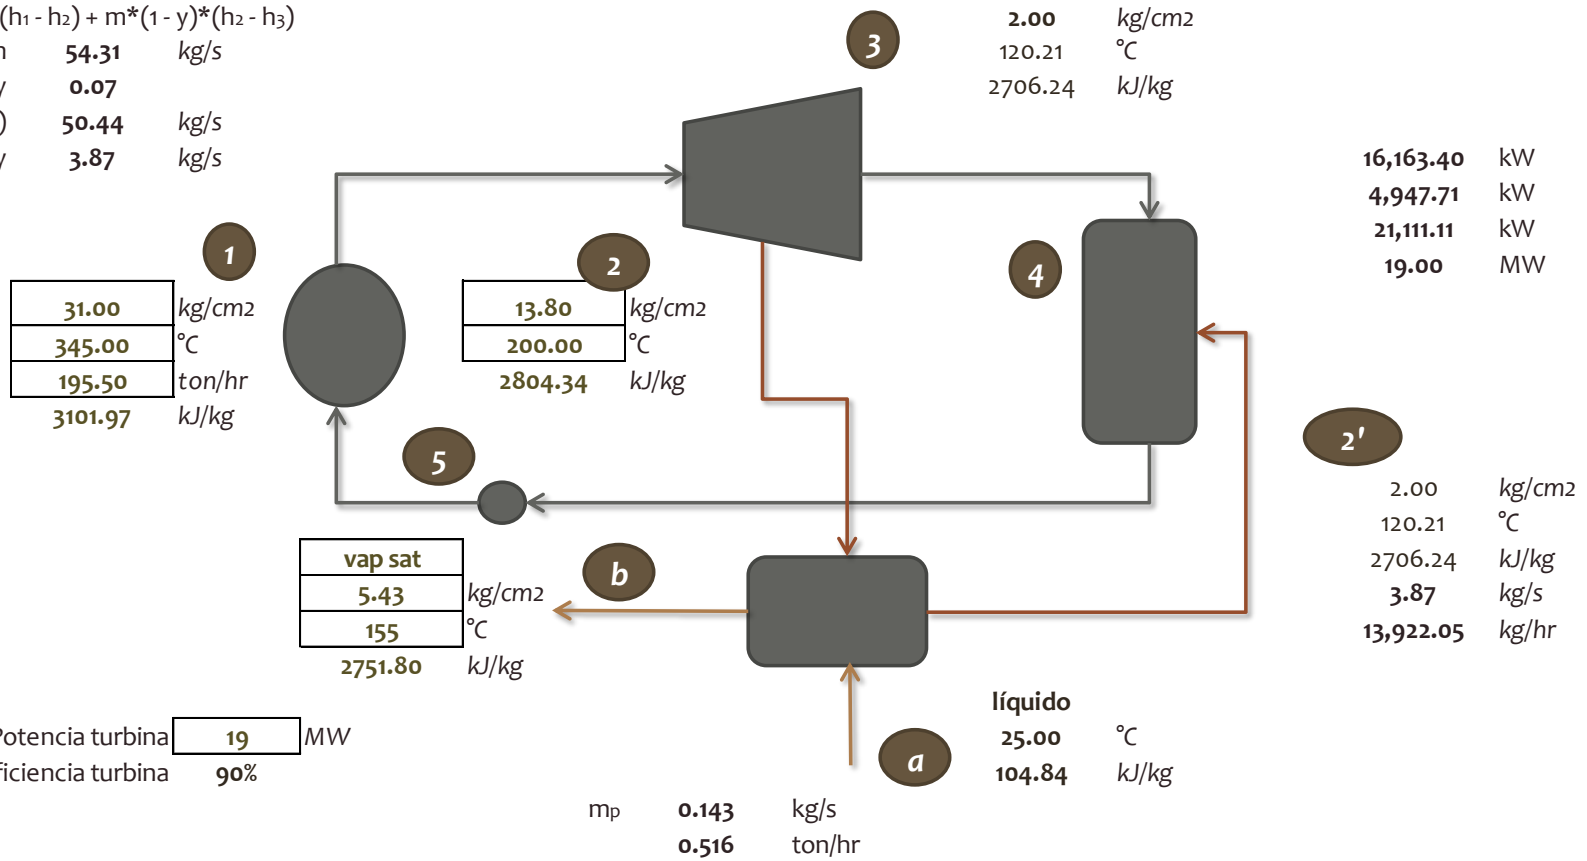 (h₁ - h₂) + m*(1 - y)*(h₂ - h₃)
54.31 kg/s
y 0.07
) 50.44 kg/s
y 3.87 kg/s
3
2.00 kg/cm2
120.21 °C
2706.24 kJ/kg
16,163.40 kW
4,947.71 kW
21,111.11 kW
19.00 MW
1
31.00 kg/cm2
345.00 °C
195.50 ton/hr
3101.97 kJ/kg
2
13.80 kg/cm2
200.00 °C
2804.34 kJ/kg
4
5
2'
2.00 kg/cm2
120.21 °C
2706.24 kJ/kg
3.87 kg/s
13,922.05 kg/hr
vap sat
5.43 kg/cm2
155 °C
2751.80 kJ/kg
b
líquido
25.00 °C
104.84 kJ/kg
a
Potencia turbina 19 MW
ficiencia turbina 90%
mp 0.143 kg/s
0.516 ton/hr